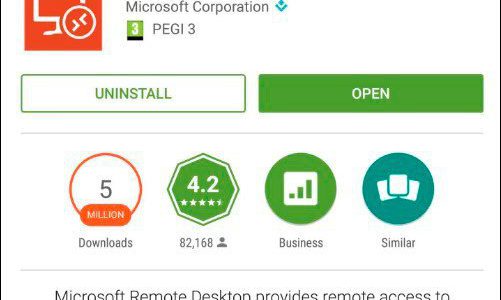 Microsoft Corporation
3 PEGI 3
UNINSTALL
OPEN
5
MILLION
4.2
Downloads
82,168
Business
Similar
Microsoft Remote Desktop provides remote access to